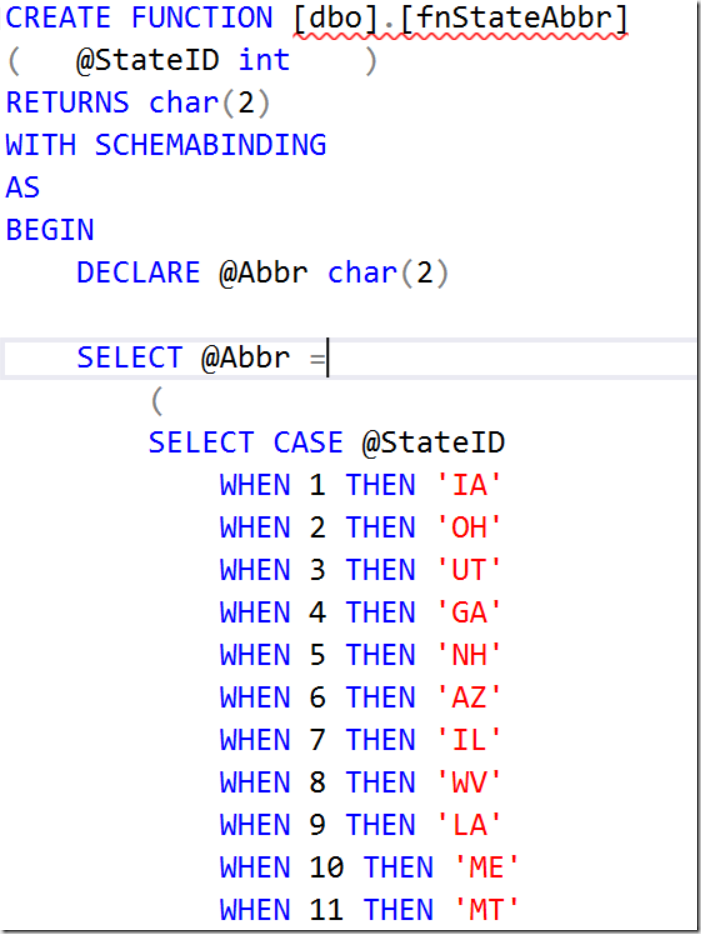 CREATE FUNCTION [dbo].[fnStateAbbr]
(   @StateID int    )
RETURNS char(2)
WITH SCHEMABINDING
AS
BEGIN
    DECLARE @Abbr char(2)

    SELECT @Abbr =
        (
        SELECT CASE @StateID
            WHEN 1 THEN 'IA'
            WHEN 2 THEN 'OH'
            WHEN 3 THEN 'UT'
            WHEN 4 THEN 'GA'
            WHEN 5 THEN 'NH'
            WHEN 6 THEN 'AZ'
            WHEN 7 THEN 'IL'
            WHEN 8 THEN 'WV'
            WHEN 9 THEN 'LA'
            WHEN 10 THEN 'ME'
            WHEN 11 THEN 'MT'